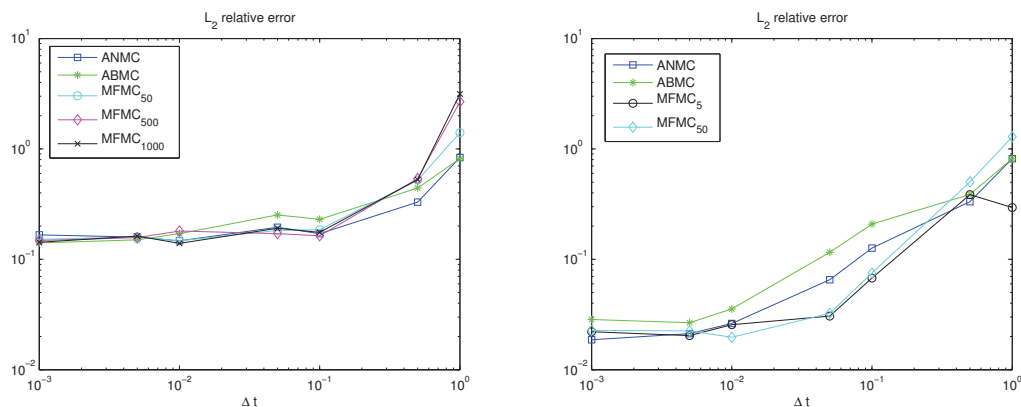 L2 relative error
10^1
10^0
10^-1
10^-2
ANMC
ABMC
MFMC50
MFMC500
MFMC1000
10^-3
10^-2
10^-1
10^0
Δ t
L2 relative error
10^1
10^0
10^-1
10^-2
ANMC
ABMC
MFMC5
MFMC50
10^-3
10^-2
10^-1
10^0
Δ t